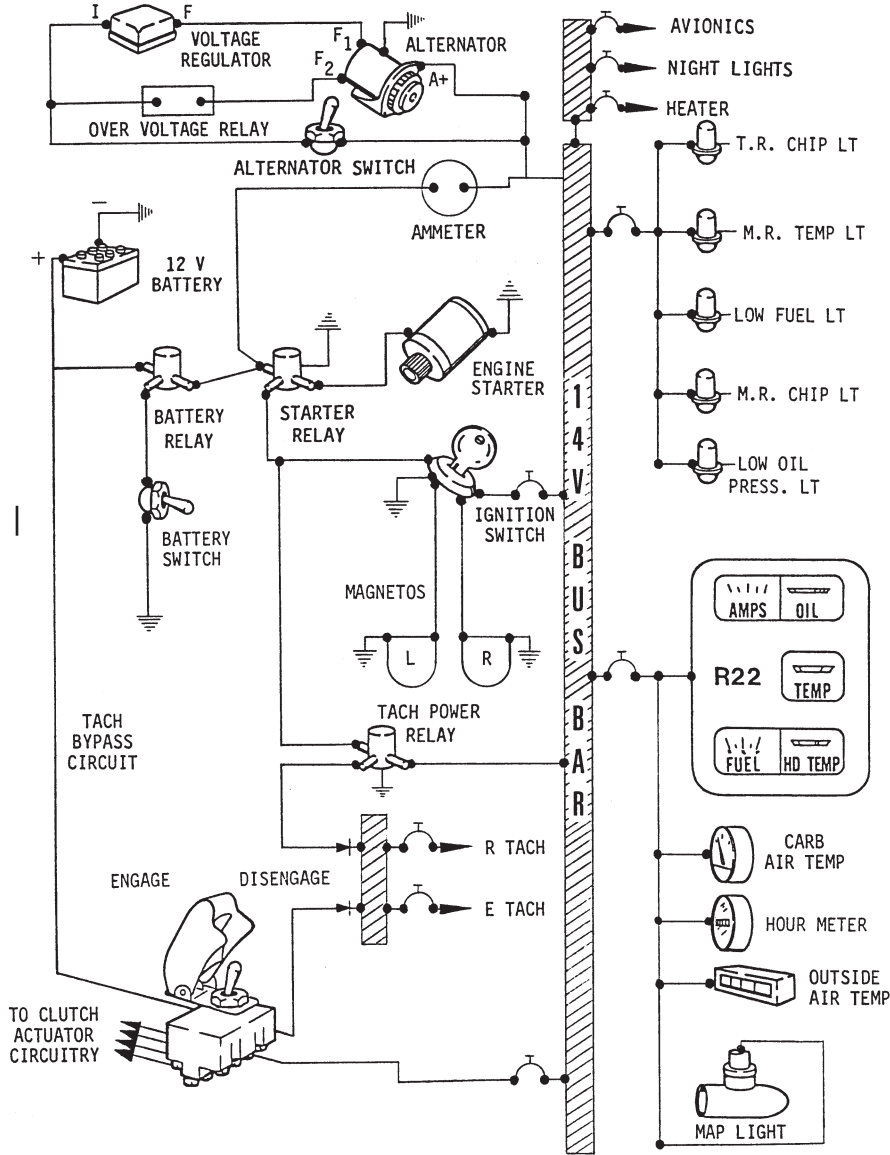 I
F
VOLTAGE
REGULATOR
F1
F2
ALTERNATOR
A+
OVER VOLTAGE RELAY
ALTERNATOR SWITCH
AVIONICS
NIGHT LIGHTS
HEATER
T.R. CHIP LT
M.R. TEMP LT
LOW FUEL LT
M.R. CHIP LT
LOW OIL
PRESS. LT
AMMETER
−
+
12 V
BATTERY
ENGINE
STARTER
BATTERY
RELAY
STARTER
RELAY
IGNITION
SWITCH
BATTERY
SWITCH
14V BUS BAR
MAGNETOS
L
R
AMPS
OIL
R22
TEMP
FUEL
HD TEMP
TACH POWER
RELAY
TACH
BYPASS
CIRCUIT
R TACH
E TACH
ENGAGE
DISENGAGE
CARB
AIR TEMP
HOUR METER
OUTSIDE
AIR TEMP
TO CLUTCH
ACTUATOR
CIRCUITRY
MAP LIGHT